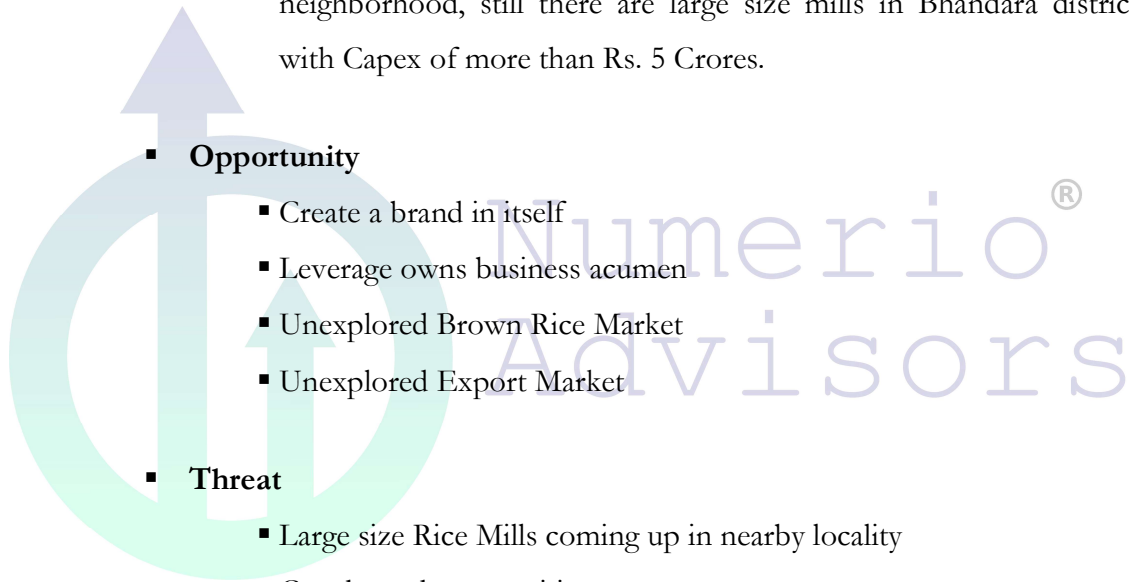 neighborhood, still there are large size mills in Bhandara
with Capex of more than Rs. 5 Crores.
▪ Opportunity
▪ Create a brand in itself
▪ Leverage owns business acumen
▪ Unexplored Brown Rice Market
▪ Unexplored Export Market
▪ Threat
▪ Large size Rice Mills coming up in nearby locality
Numerio®
Advisors